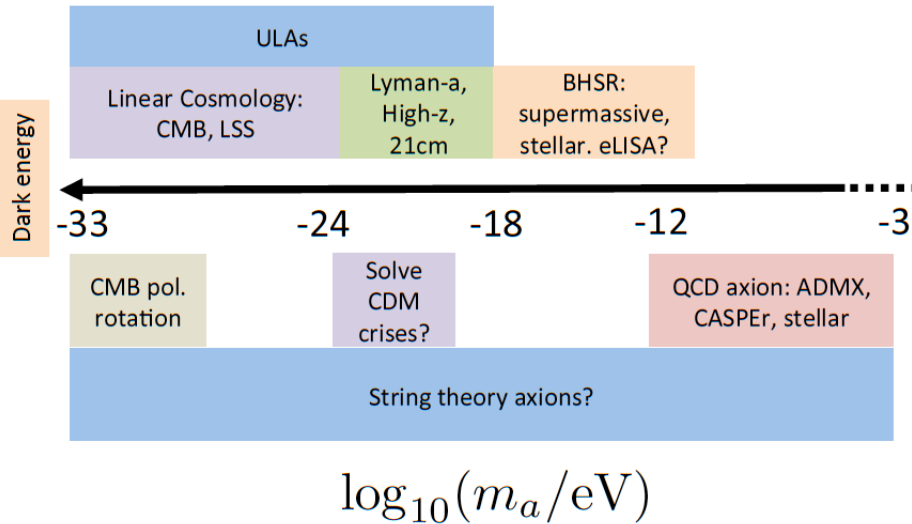 ULAs
Linear Cosmology:
CMB, LSS
Lyman-a,
High-z,
21cm
BHSR:
supermassive,
stellar. eLISA?
Dark energy
-33
-24
-18
-12
-3
CMB pol.
rotation
Solve
CDM
crises?
QCD axion: ADMX,
CASPEr, stellar
String theory axions?
log₁₀(mₐ/eV)